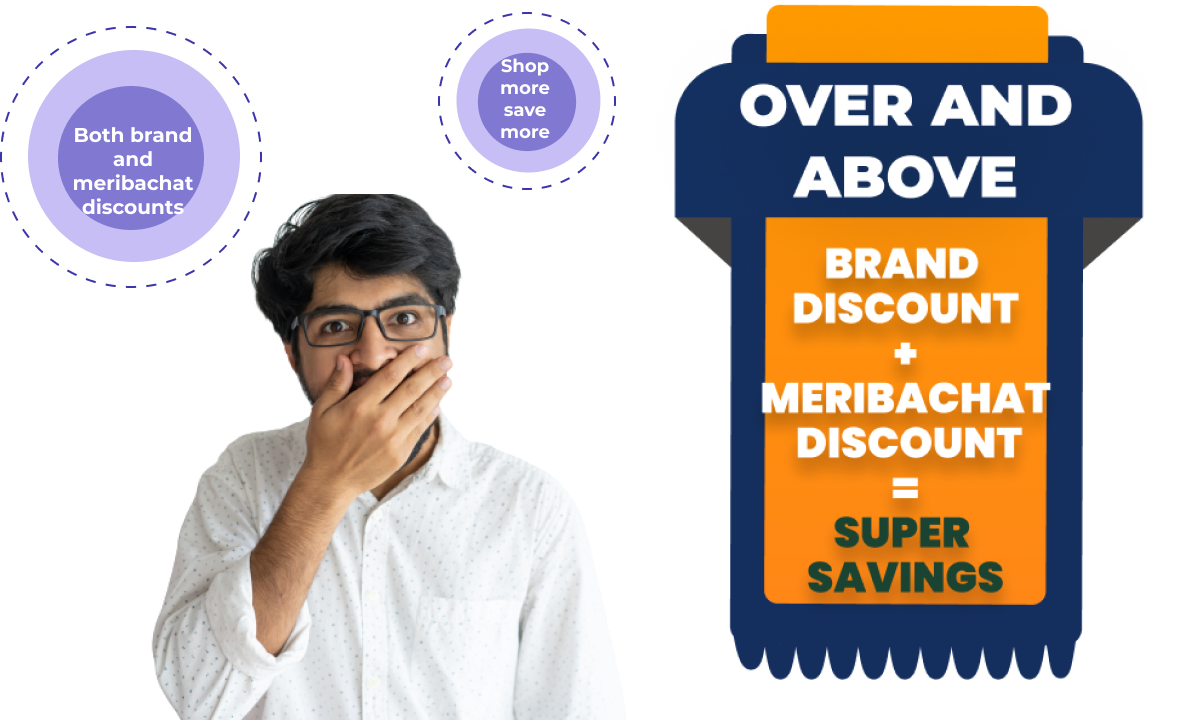 Both brand
and
meribachat
discounts
Shop
more
save
more
OVER AND
ABOVE
BRAND
DISCOUNT
+
MERIBACHAT
DISCOUNT
=
SUPER
SAVINGS